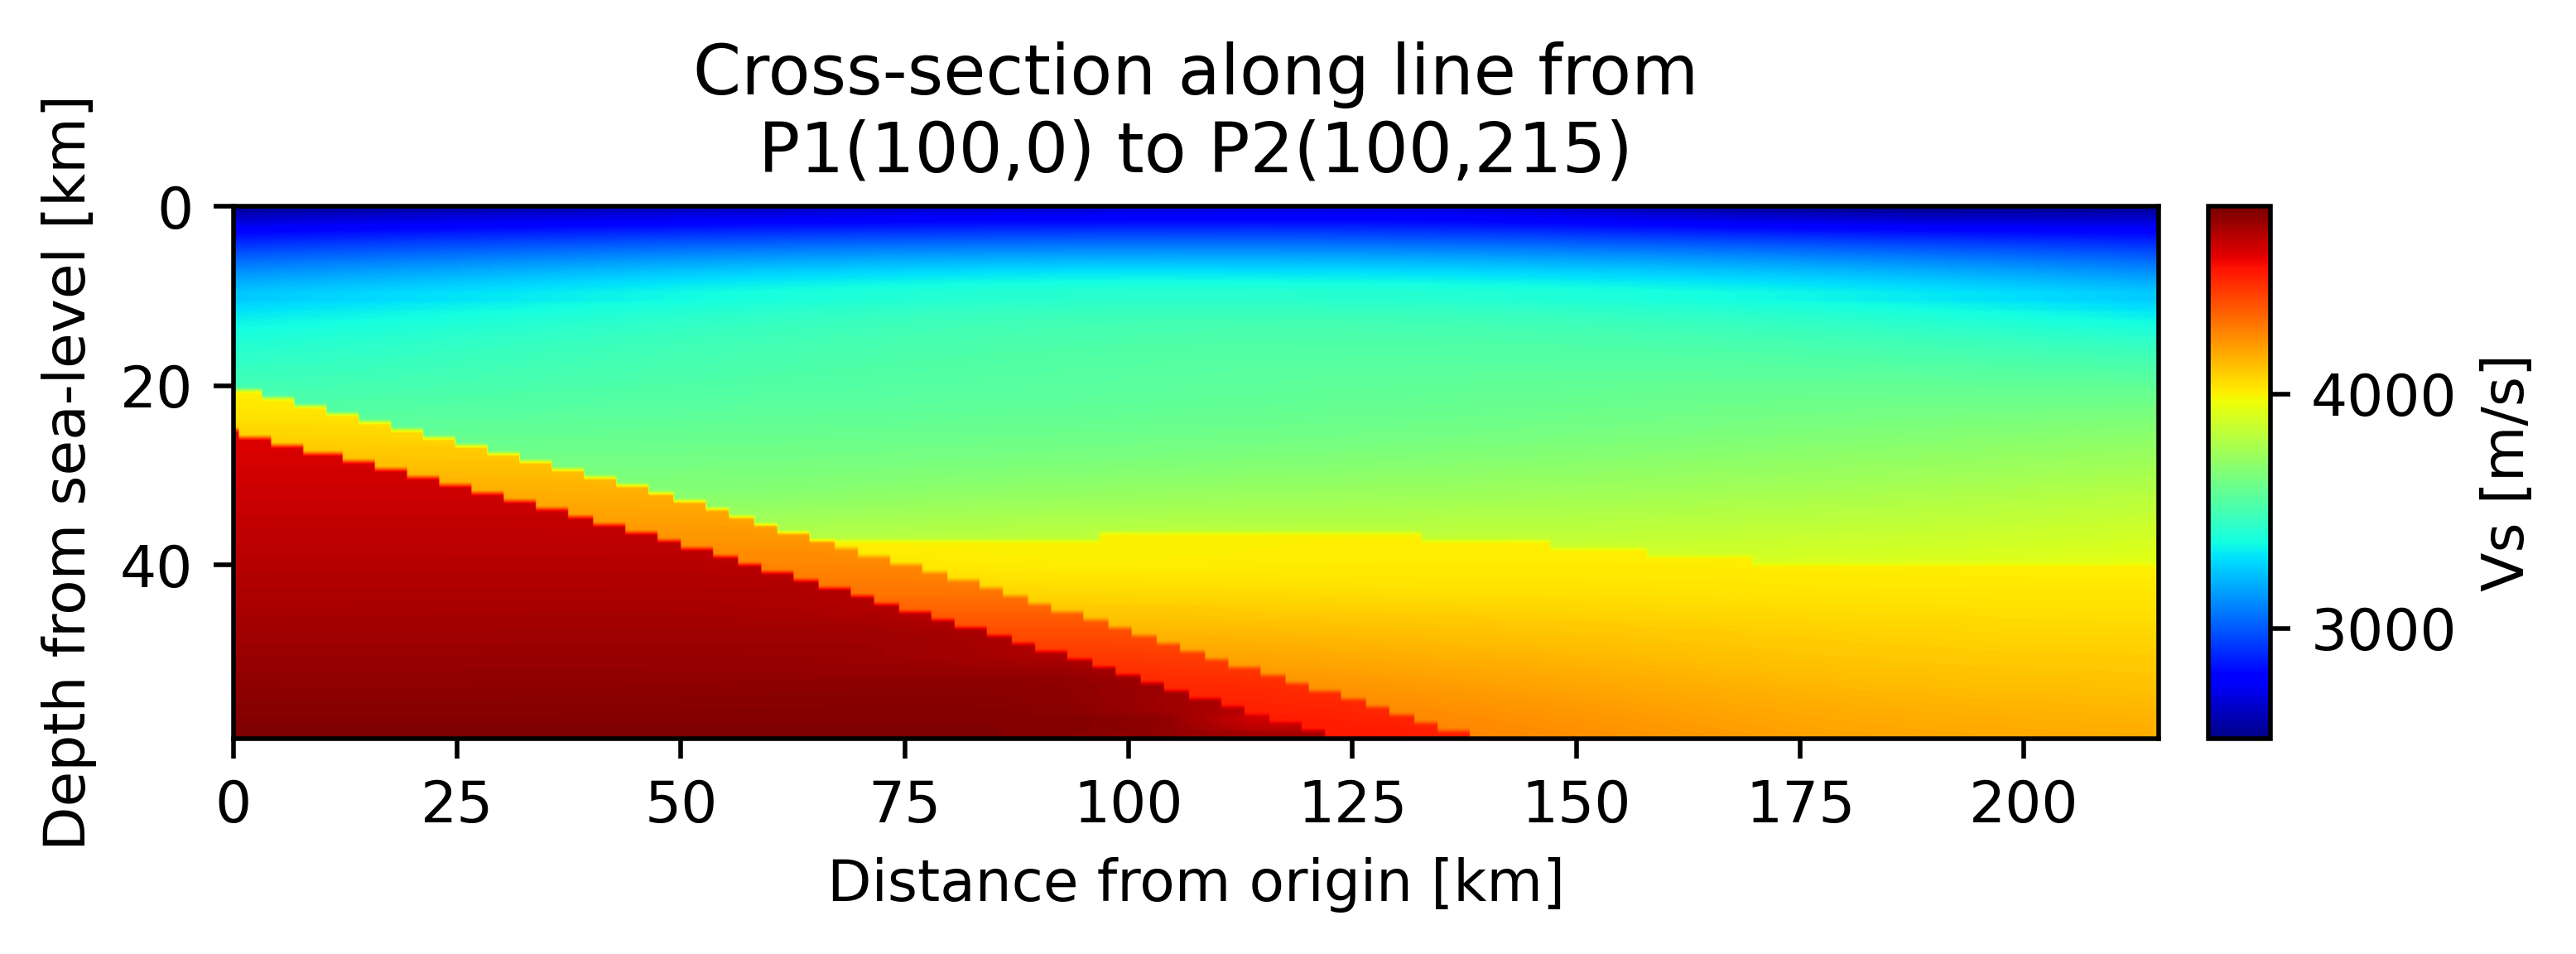 Cross-section along line from
P1(100,0) to P2(100,215)
Depth from sea-level [km]
0
20
40
0 25 50 75 100 125 150 175 200
Distance from origin [km]
4000
3000
Vs [m/s]